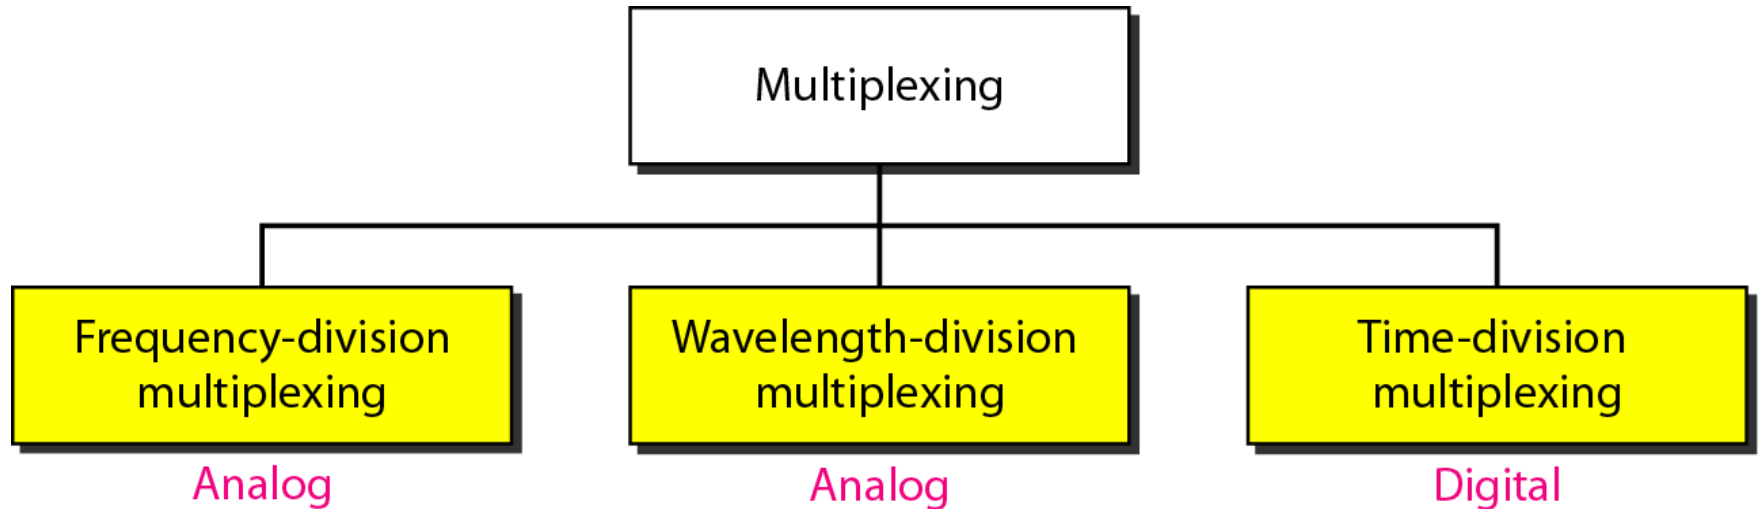 Multiplexing
Frequency-division
multiplexing
Wavelength-division
multiplexing
Time-division
multiplexing
Analog
Analog
Digital